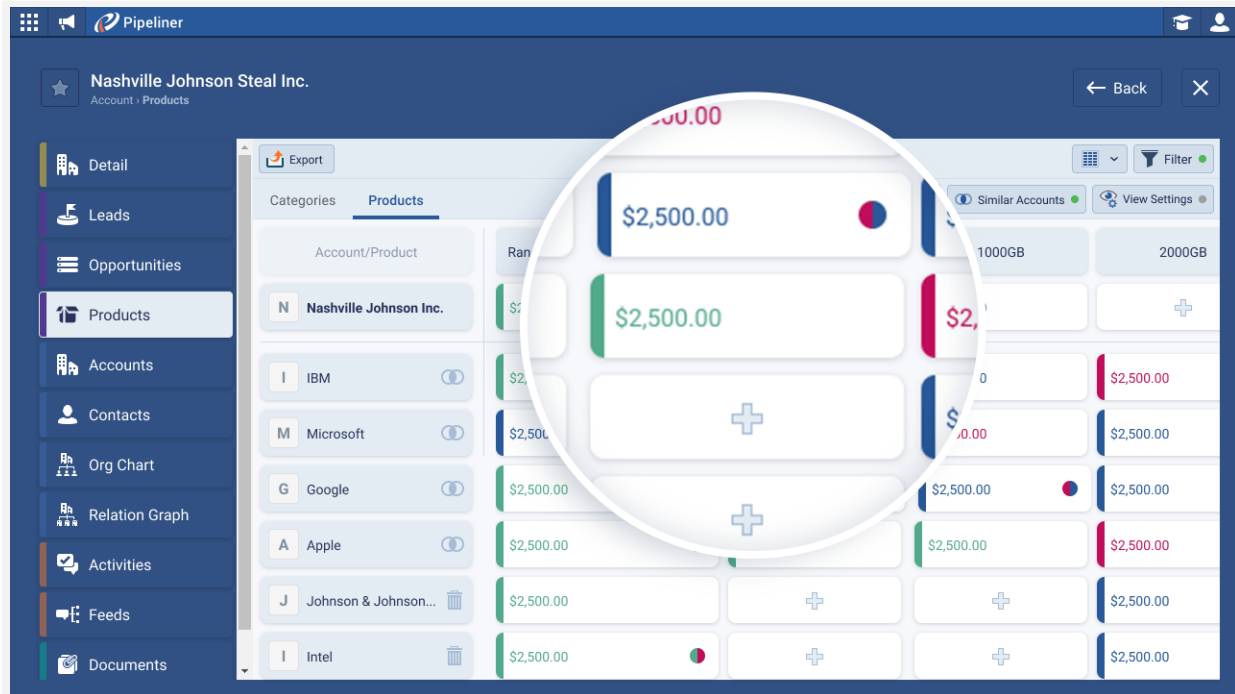 Pipeliner
Nashville Johnson Steal Inc.
Account › Products
Back
Detail
Leads
Opportunities
Products
Accounts
Contacts
Org Chart
Relation Graph
Activities
Feeds
Documents
Export
Filter
Categories
Products
Similar Accounts
View Settings
Account/Product
1000GB
2000GB
N Nashville Johnson Inc.
I IBM
$2,500.00
M Microsoft
$2,500.00
G Google
$2,500.00
$2,500.00
$2,500.00
A Apple
$2,500.00
$2,500.00
$2,500.00
J Johnson & Johnson...
$2,500.00
$2,500.00
I Intel
$2,500.00
$2,500.00
$2,500.00
$2,500.00